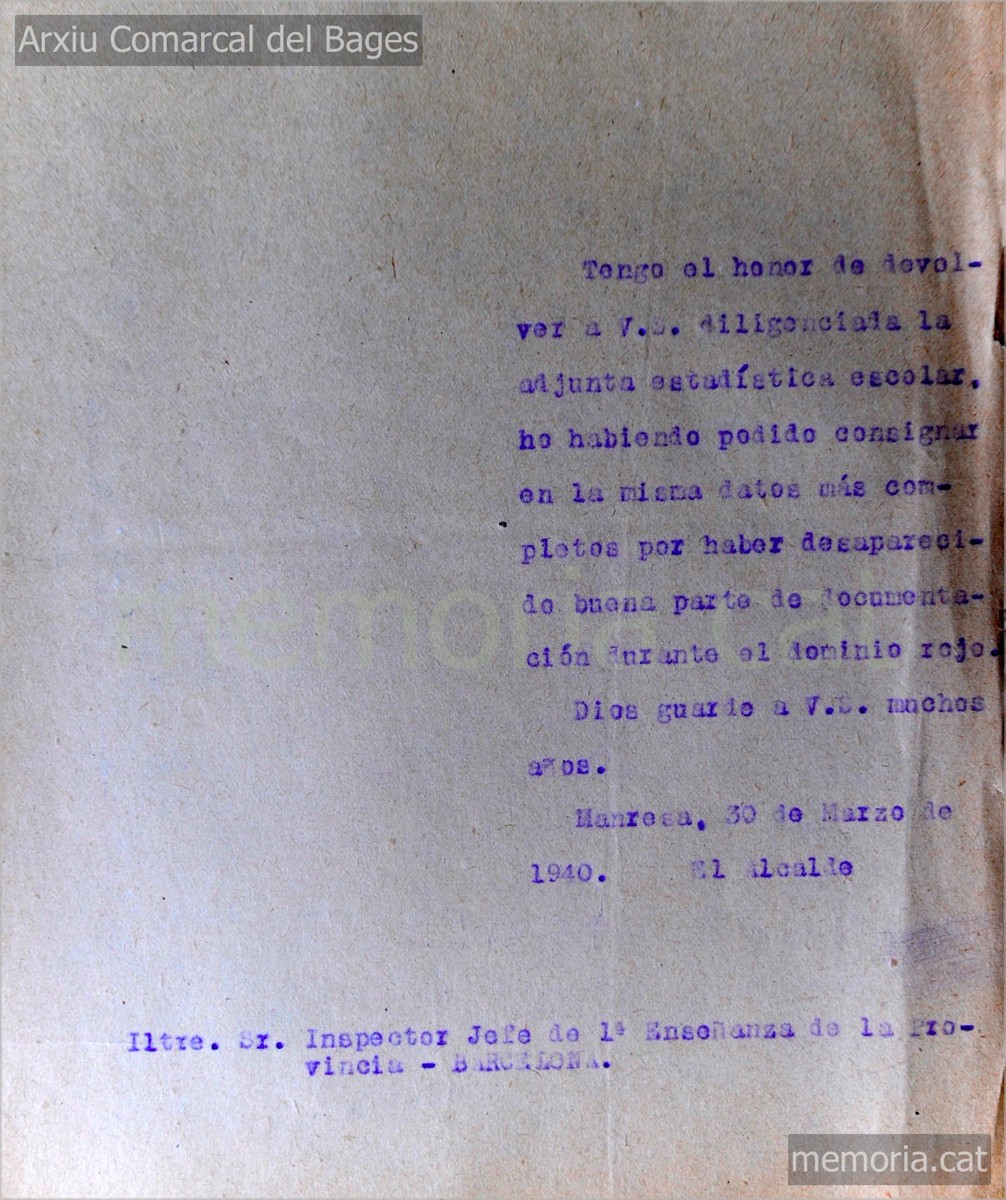 Arxiu Comarcal del Bages
Tengo el honor de devol-
ver a V.S. diligenciada la
adjunta estadística escolar,
ho habiendo podido consignar
en la misma datos más com-
pletos por haber desapareci-
do buena parte de documenta-
ción durante el dominio rojo.
Dios guarde a V.S. muchos
años.
Manresa, 30 de Marzo de
1940. El Alcalde
Iltre. Sr. Inspector Jefe de 1ª Enseñanza de la Pro-
vincia - BARCELONA.
memoria.cat
memoria.cat